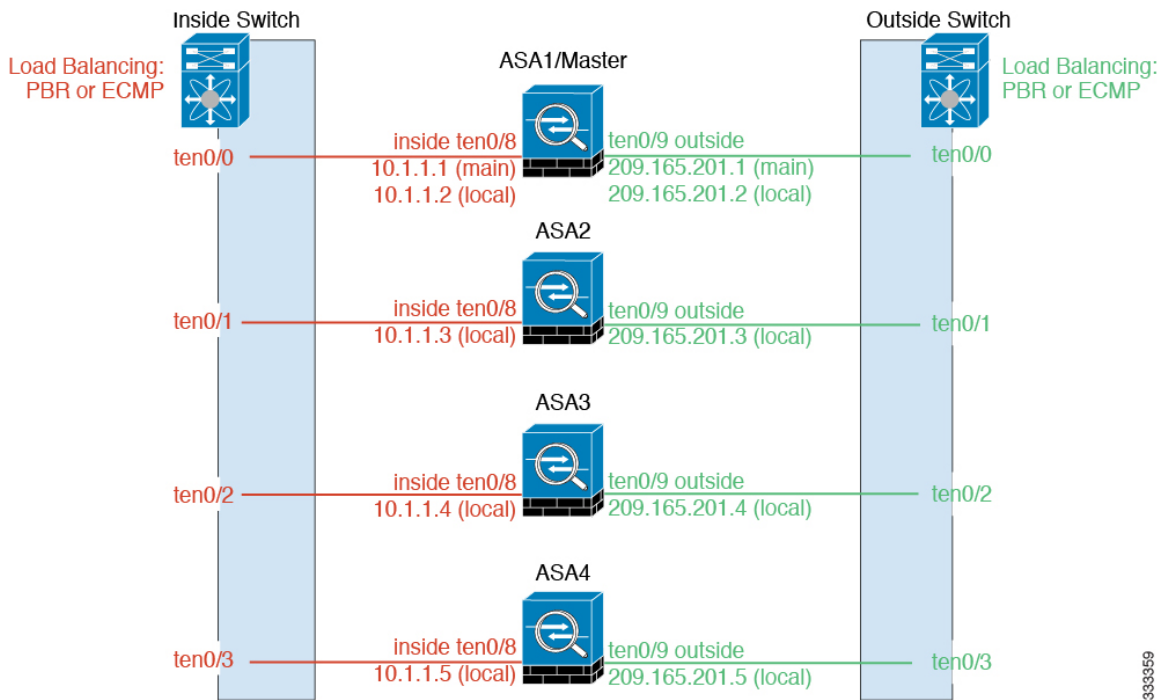 Inside Switch
Outside Switch
Load Balancing:
PBR or ECMP
ASA1/Master
Load Balancing:
PBR or ECMP
ten0/0
inside ten0/8
10.1.1.1 (main)
10.1.1.2 (local)
ten0/9 outside
209.165.201.1 (main)
209.165.201.2 (local)
ten0/0
ASA2
ten0/1
inside ten0/8
10.1.1.3 (local)
ten0/9 outside
209.165.201.3 (local)
ten0/1
ASA3
ten0/2
inside ten0/8
10.1.1.4 (local)
ten0/9 outside
209.165.201.4 (local)
ten0/2
ASA4
ten0/3
inside ten0/8
10.1.1.5 (local)
ten0/9 outside
209.165.201.5 (local)
ten0/3
333359